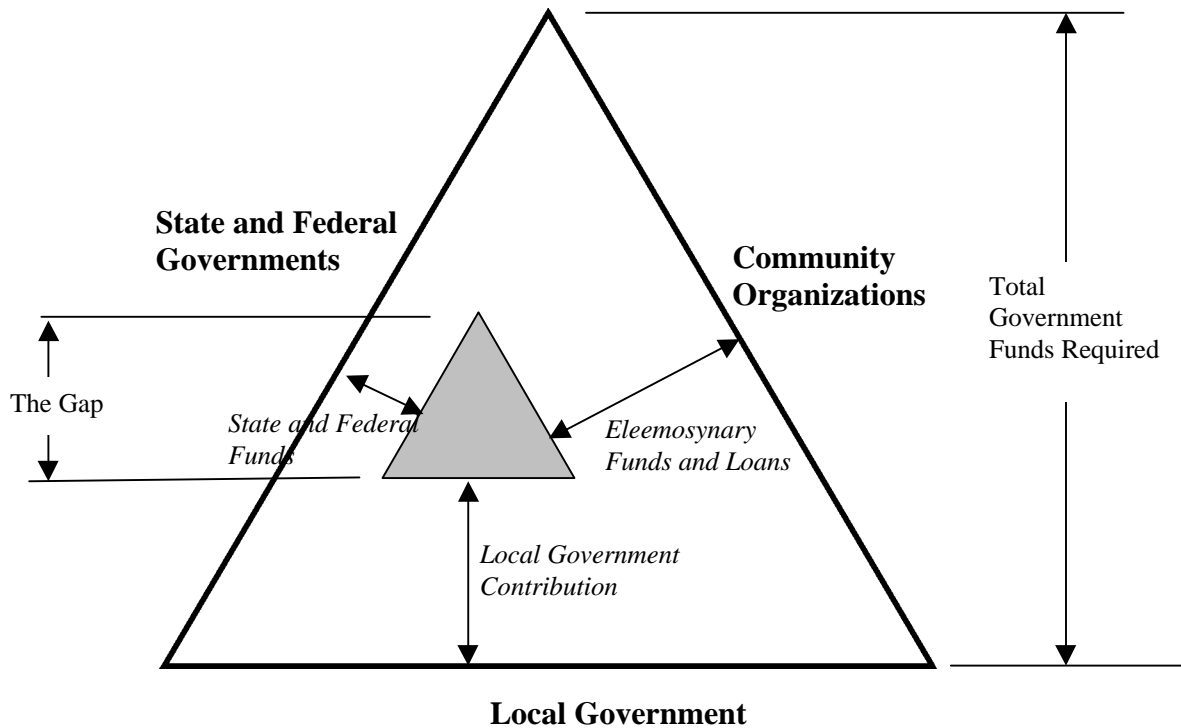 State and Federal
Governments
Community
Organizations
Total
Government
Funds Required
The Gap
State and Federal
Funds
Eleemosynary
Funds and Loans
Local Government
Contribution
Local Government